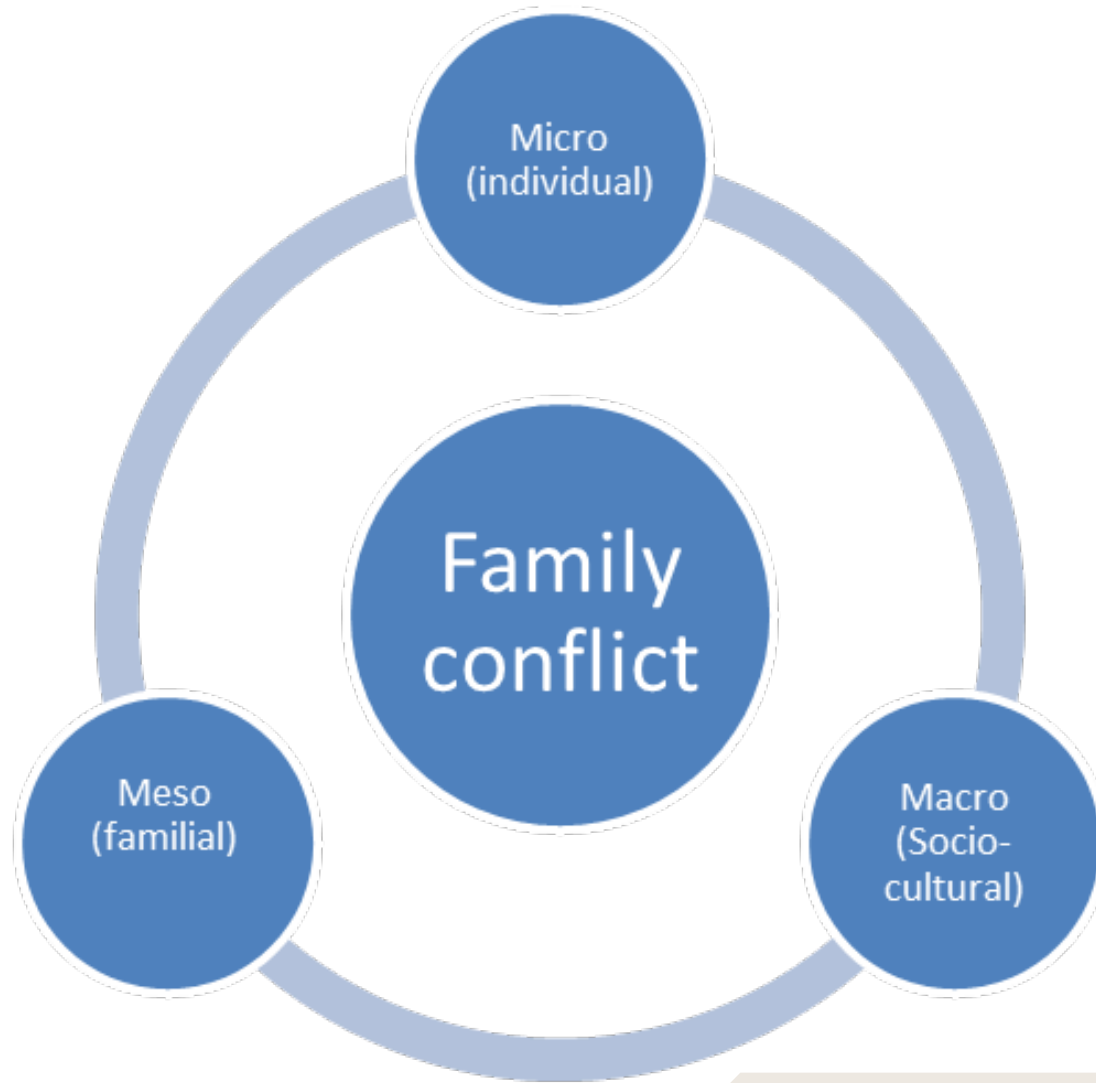 Micro
(individual)
Family
conflict
Meso
(familial)
Macro
(Socio-
cultural)